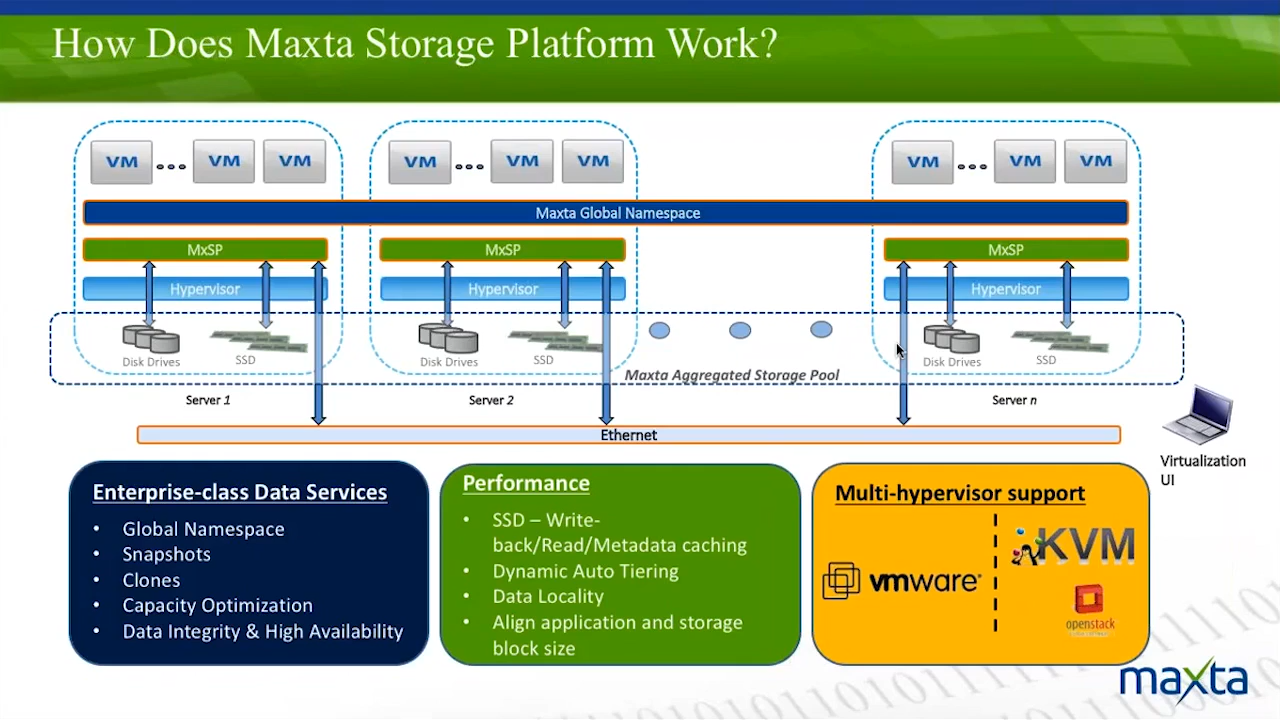 How Does Maxta Storage Platform Work?
VM VM VM VM VM VM VM VM VM
Maxta Global Namespace
MxSP MxSP MxSP
Hypervisor Hypervisor Hypervisor
Disk Drives SSD Disk Drives SSD Disk Drives SSD
Maxta Aggregated Storage Pool
Server 1 Server 2 Server n
Ethernet
Virtualization
UI
Enterprise-class Data Services
• Global Namespace
• Snapshots
• Clones
• Capacity Optimization
• Data Integrity & High Availability
Performance
• SSD – Write-
back/Read/Metadata caching
• Dynamic Auto Tiering
• Data Locality
• Align application and storage
block size
Multi-hypervisor support
vmware®
KVM
openstack
maxta